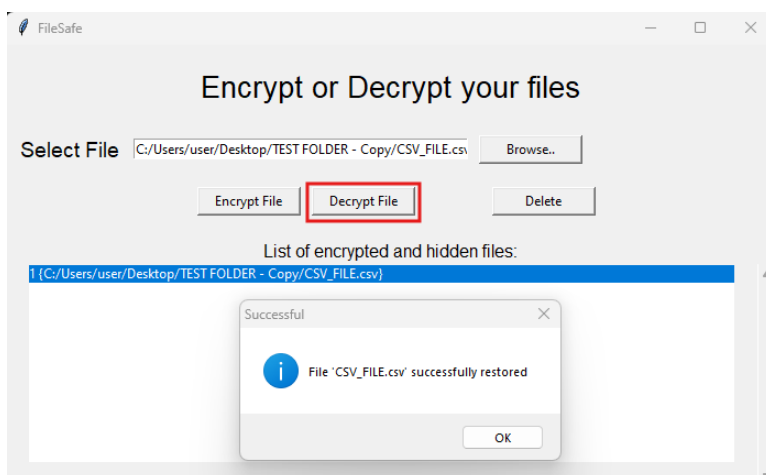 FileSafe
Encrypt or Decrypt your files
Select File C:/Users/user/Desktop/TEST FOLDER - Copy/CSV_FILE.csv Browse..
Encrypt File Decrypt File Delete
List of encrypted and hidden files:
1 {C:/Users/user/Desktop/TEST FOLDER - Copy/CSV_FILE.csv}
Successful
i
File 'CSV_FILE.csv' successfully restored
OK